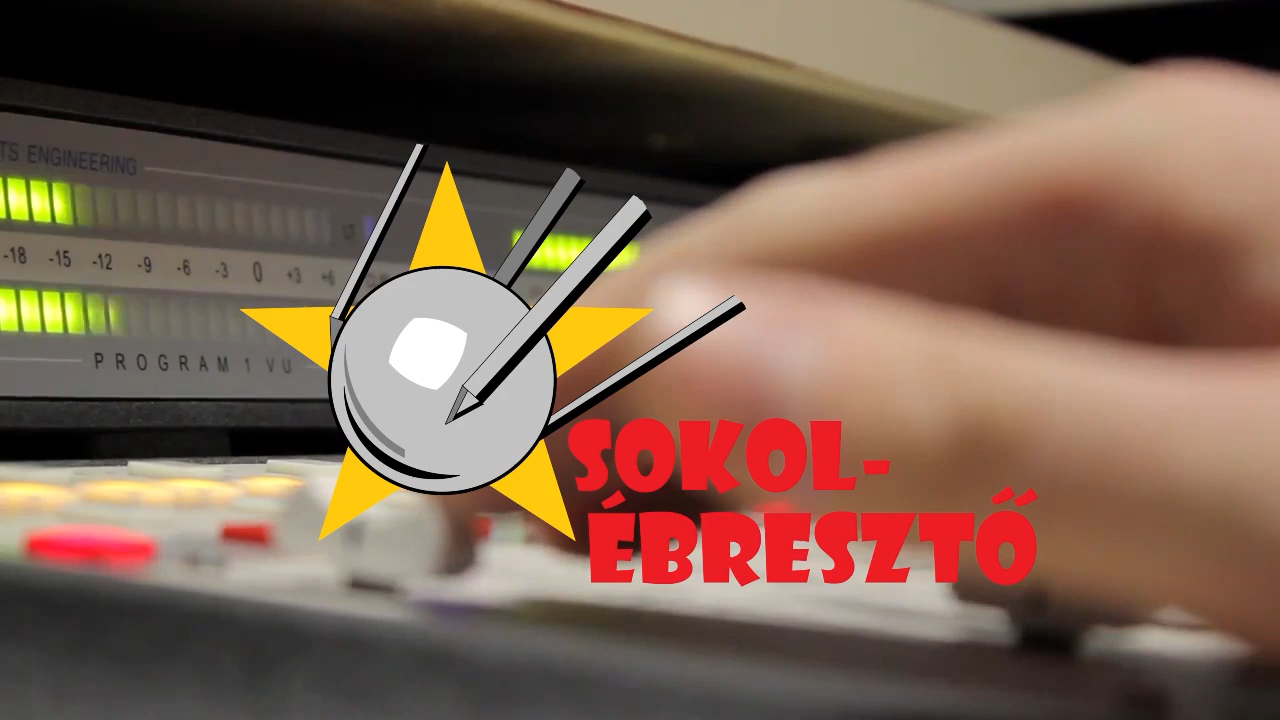 TS ENGINEERING
-18 -15 -12 -9 -6 -3 0 +3 +6
PROGRAM 1 VU
SOKOL-
ÉBRESZTŐ